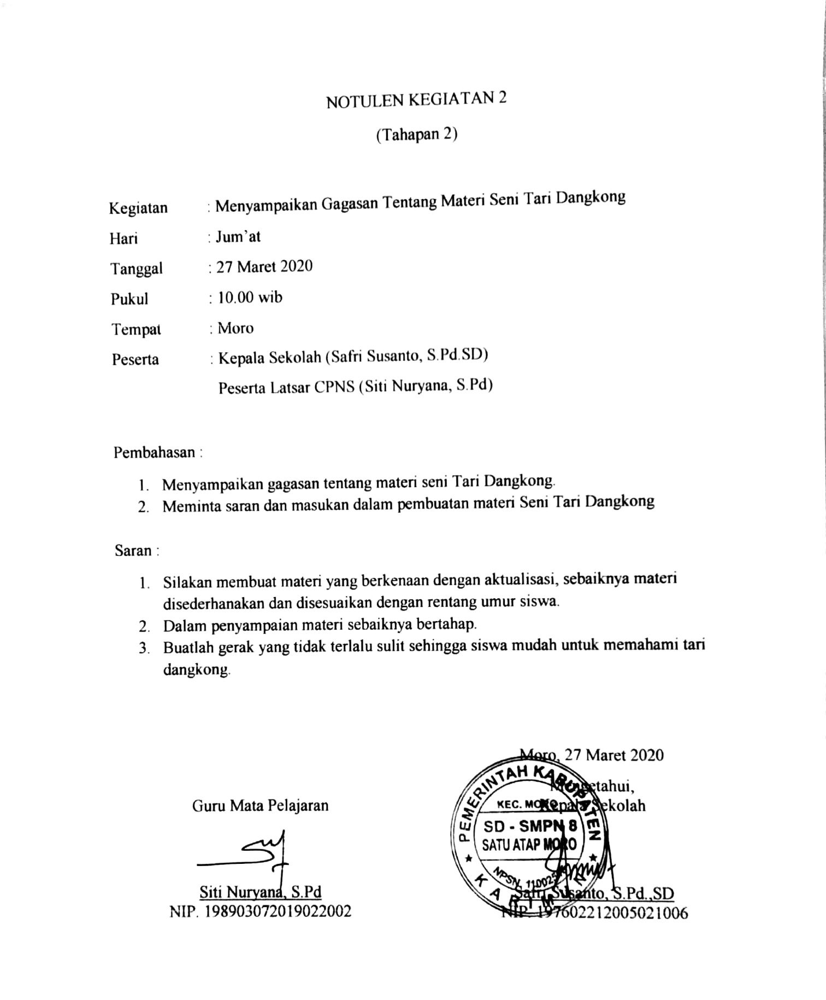 NOTULEN KEGIATAN 2
(Tahapan 2)
Kegiatan : Menyampaikan Gagasan Tentang Materi Seni Tari Dangkong
Hari : Jum'at
Tanggal : 27 Maret 2020
Pukul : 10.00 wib
Tempat : Moro
Peserta : Kepala Sekolah (Safri Susanto, S.Pd.SD)
Peserta Latsar CPNS (Siti Nuryana, S.Pd)
Pembahasan :
1. Menyampaikan gagasan tentang materi seni Tari Dangkong.
2. Meminta saran dan masukan dalam pembuatan materi Seni Tari Dangkong
Saran :
1. Silakan membuat materi yang berkenaan dengan aktualisasi, sebaiknya materi
disederhanakan dan disesuaikan dengan rentang umur siswa.
2. Dalam penyampaian materi sebaiknya bertahap.
3. Buatlah gerak yang tidak terlalu sulit sehingga siswa mudah untuk memahami tari
dangkong.
Moro, 27 Maret 2020
Mengetahui,
Guru Mata Pelajaran
Kepala Sekolah
PEMERINTAH KABUPATEN
KEC. MORO
SD - SMPN 8
SATU ATAP MORO
NPSN.
KARIMUN
Siti Nuryana, S.Pd
NIP. 198903072019022002
Safri Susanto, S.Pd.,SD
NIP. 197602212005021006